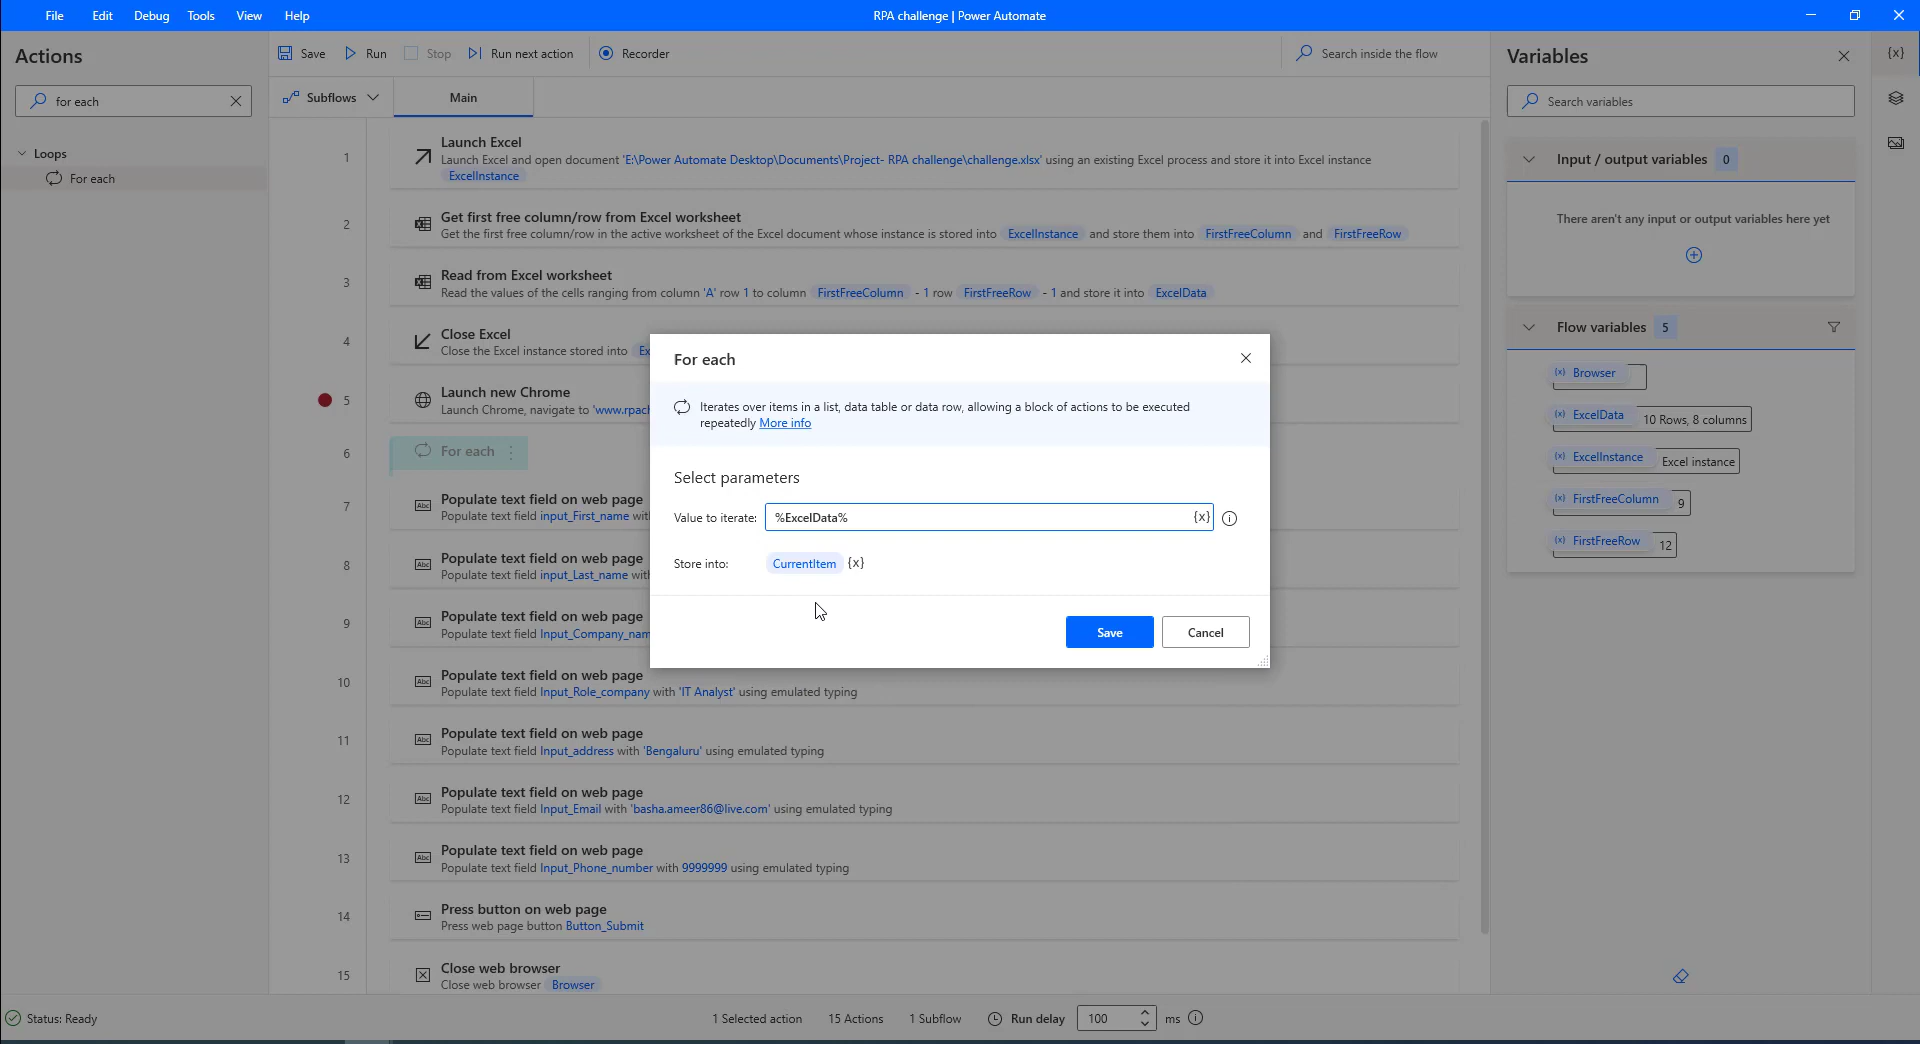 File Edit Debug Tools View Help
RPA challenge | Power Automate
Actions
for each
Loops
For each
Save Run Stop Run next action Recorder
Search inside the flow
Subflows Main
1 Launch Excel
Launch Excel and open document 'E:\Power Automate Desktop\Documents\Project- RPA challenge\challenge.xlsx' using an existing Excel process and store it into Excel instance
ExcelInstance
2 Get first free column/row from Excel worksheet
Get the first free column/row in the active worksheet of the Excel document whose instance is stored into ExcelInstance and store them into FirstFreeColumn and FirstFreeRow
3 Read from Excel worksheet
Read the values of the cells ranging from column 'A' row 1 to column FirstFreeColumn - 1 row FirstFreeRow - 1 and store it into ExcelData
4 Close Excel
Close the Excel instance stored into Ex
5 Launch new Chrome
Launch Chrome, navigate to 'www.rpach
6 For each
7 Populate text field on web page
Populate text field input_First_name with
8 Populate text field on web page
Populate text field input_Last_name with
9 Populate text field on web page
Populate text field Input_Company_nam
10 Populate text field on web page
Populate text field Input_Role_company with 'IT Analyst' using emulated typing
11 Populate text field on web page
Populate text field Input_address with 'Bengaluru' using emulated typing
12 Populate text field on web page
Populate text field Input_Email with 'basha.ameer86@live.com' using emulated typing
13 Populate text field on web page
Populate text field Input_Phone_number with 9999999 using emulated typing
14 Press button on web page
Press web page button Button_Submit
15 Close web browser
Close web browser Browser
For each
Iterates over items in a list, data table or data row, allowing a block of actions to be executed
repeatedly More info
Select parameters
Value to iterate: %ExcelData% {x}
Store into: CurrentItem {x}
Save Cancel
Variables
{x}
Search variables
Input / output variables 0
There aren't any input or output variables here yet
Flow variables 5
(x) Browser
(x) ExcelData 10 Rows, 8 columns
(x) ExcelInstance Excel instance
(x) FirstFreeColumn 9
(x) FirstFreeRow 12
Status: Ready
1 Selected action 15 Actions 1 Subflow Run delay 100 ms